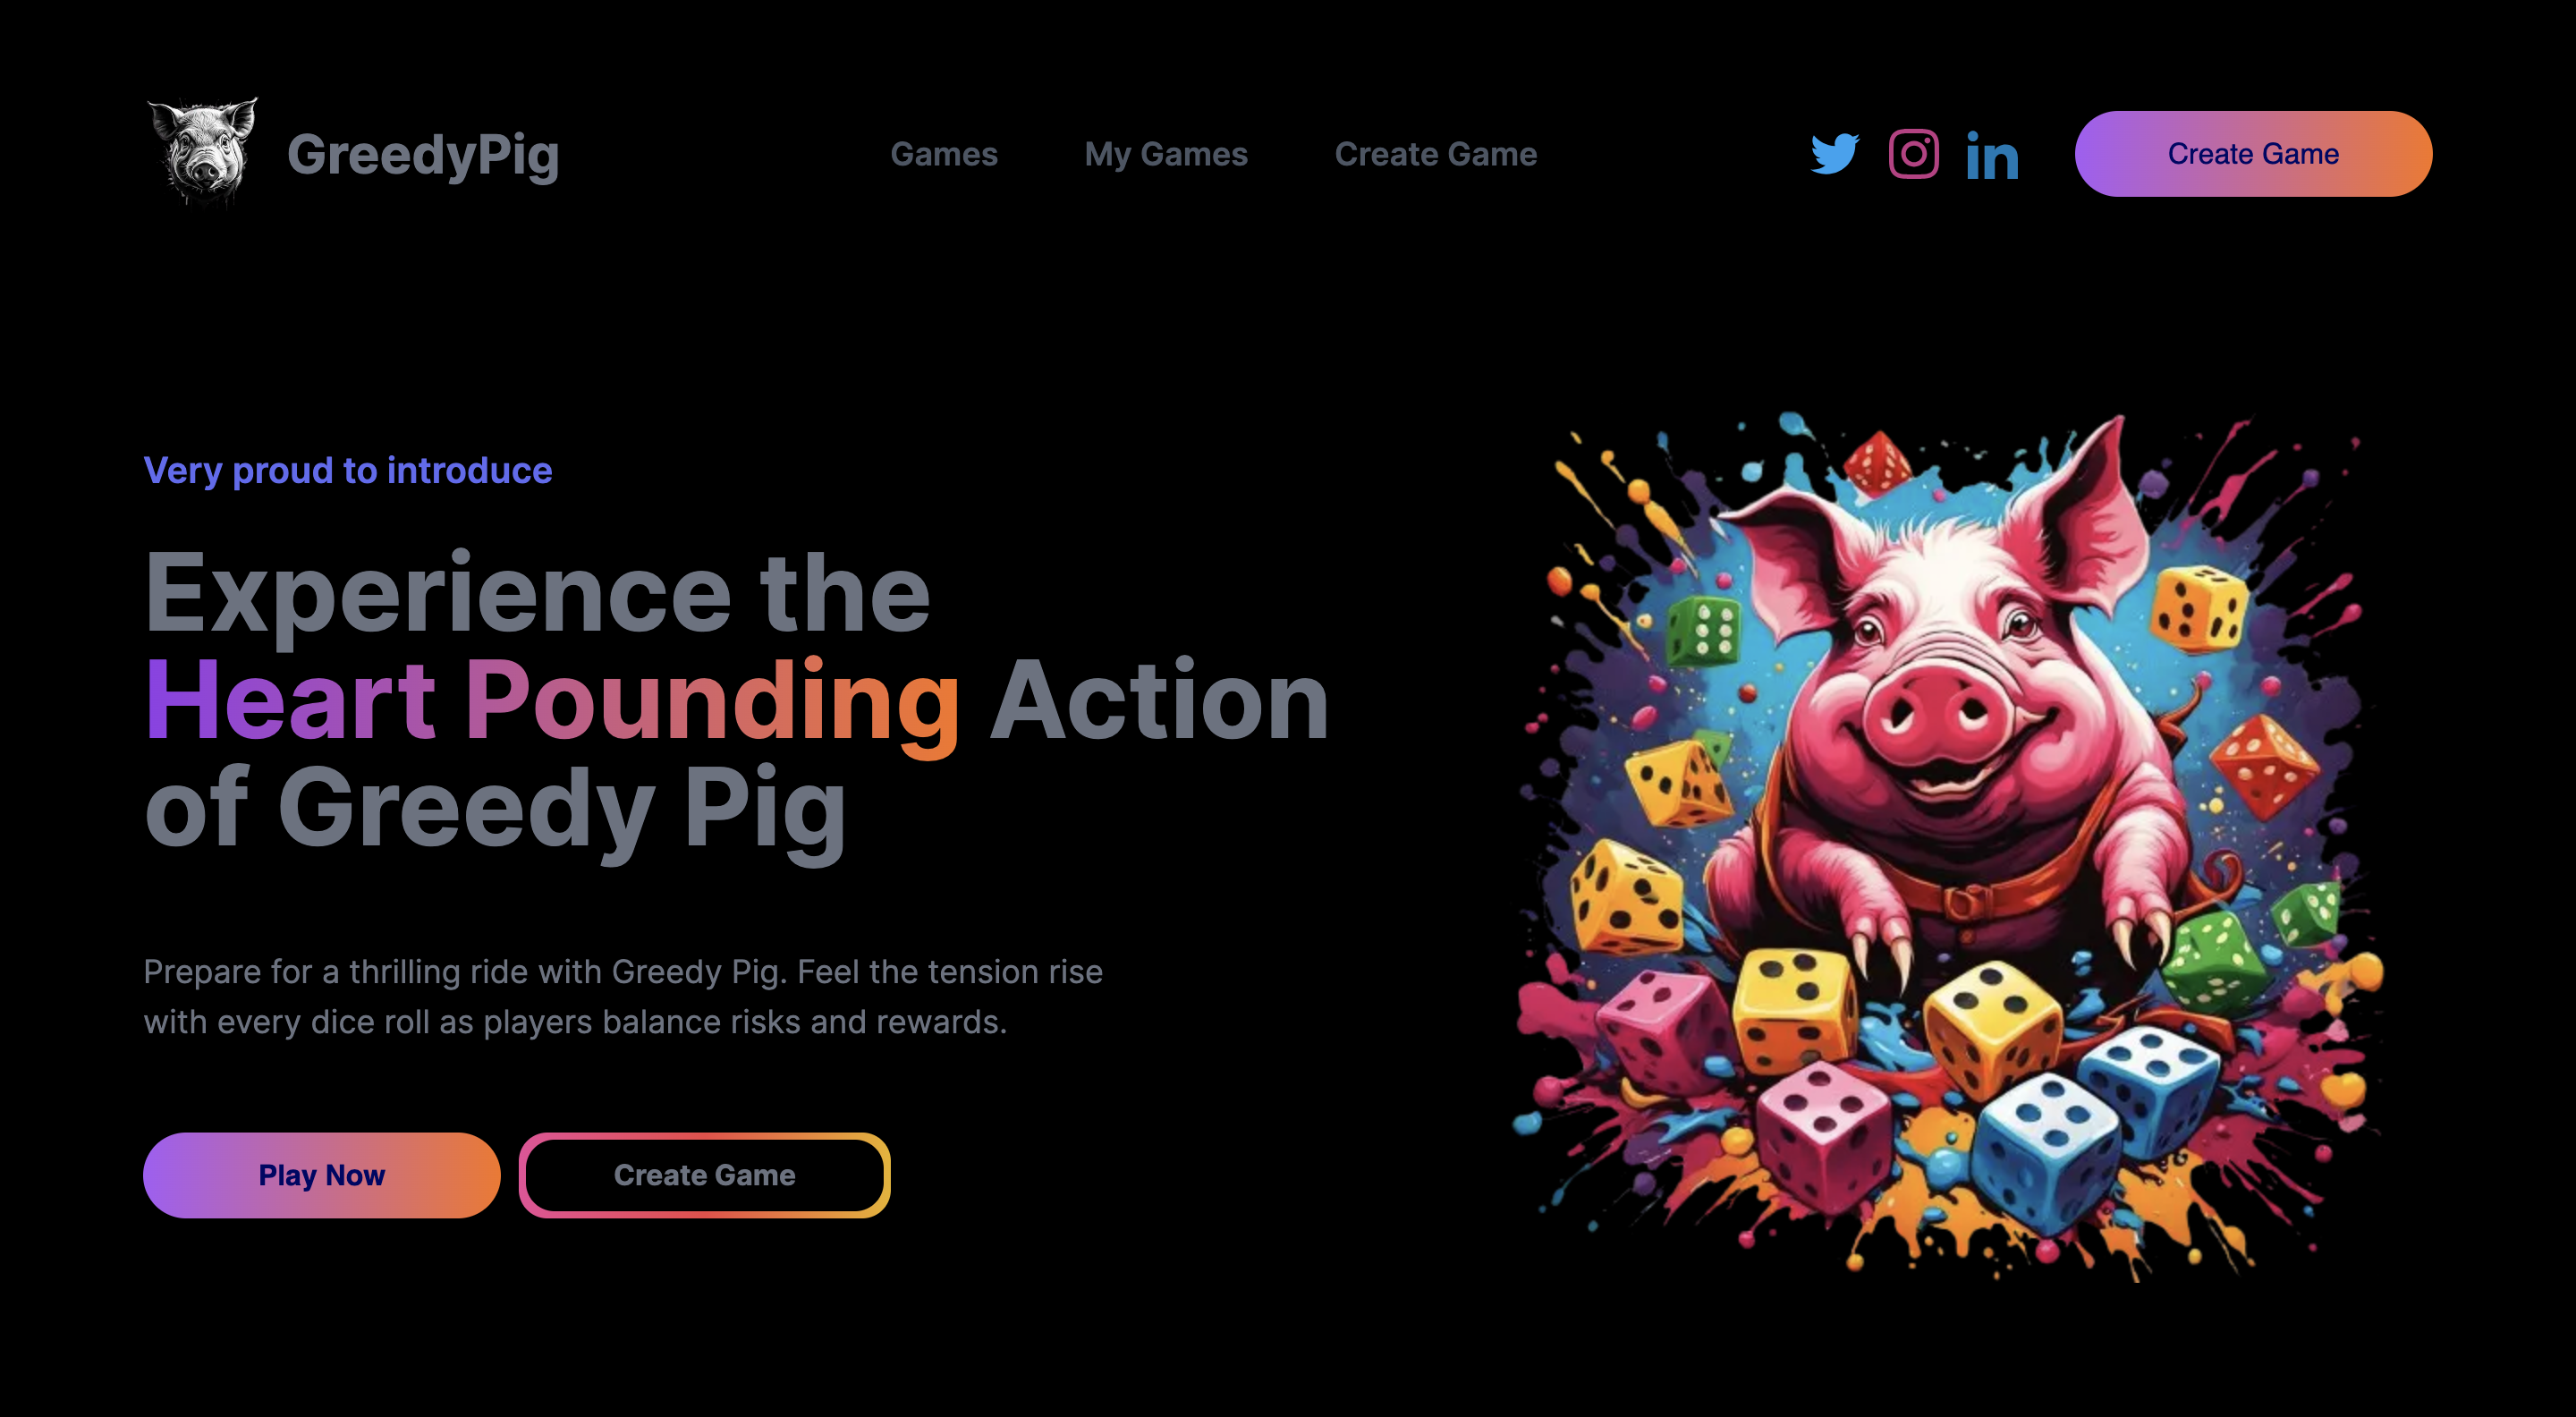 GreedyPig
Games
My Games
Create Game
in
Create Game
Very proud to introduce
Experience the
Heart Pounding Action
of Greedy Pig
Prepare for a thrilling ride with Greedy Pig. Feel the tension rise
with every dice roll as players balance risks and rewards.
Play Now
Create Game